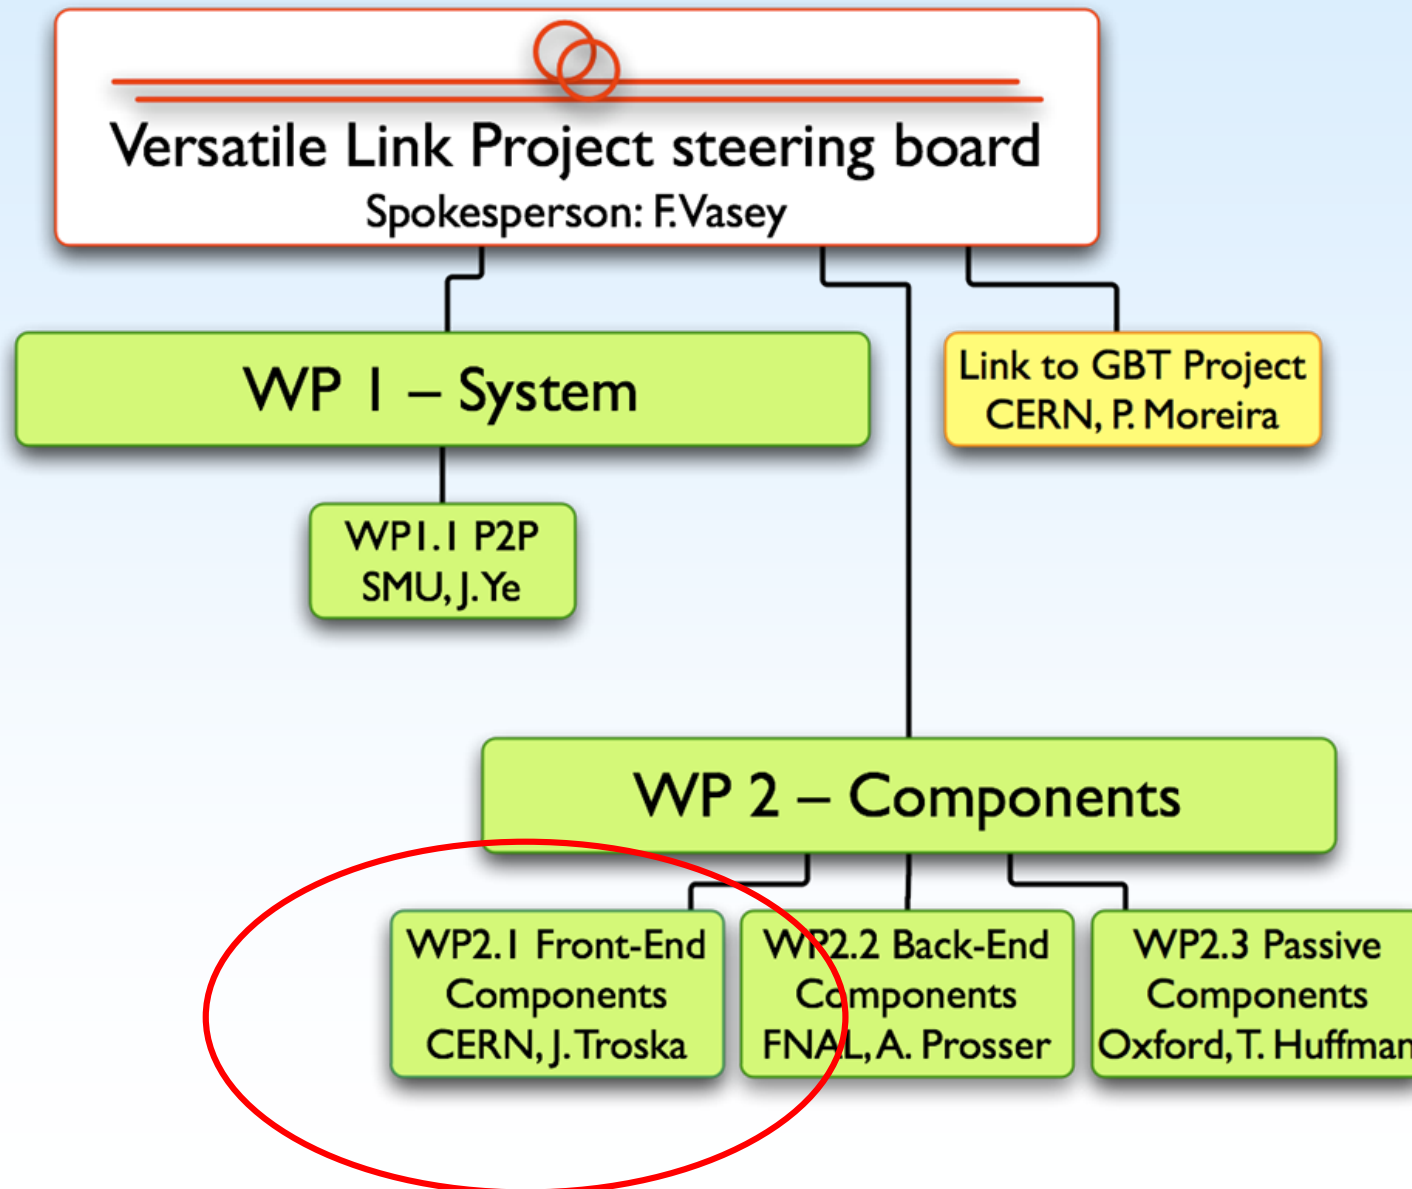 Versatile Link Project steering board
Spokesperson: F. Vasey
WP 1 – System
Link to GBT Project
CERN, P. Moreira
WP1.1 P2P
SMU, J. Ye
WP 2 – Components
WP2.1 Front-End
Components
CERN, J. Troska
WP2.2 Back-End
Components
FNAL, A. Prosser
WP2.3 Passive
Components
Oxford, T. Huffman